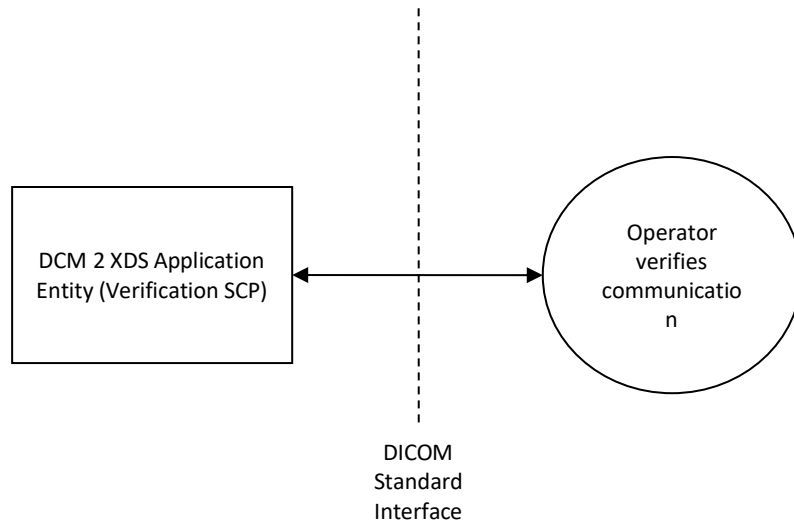 DCM 2 XDS Application
Entity (Verification SCP)
Operator
verifies
communicatio
n
DICOM
Standard
Interface